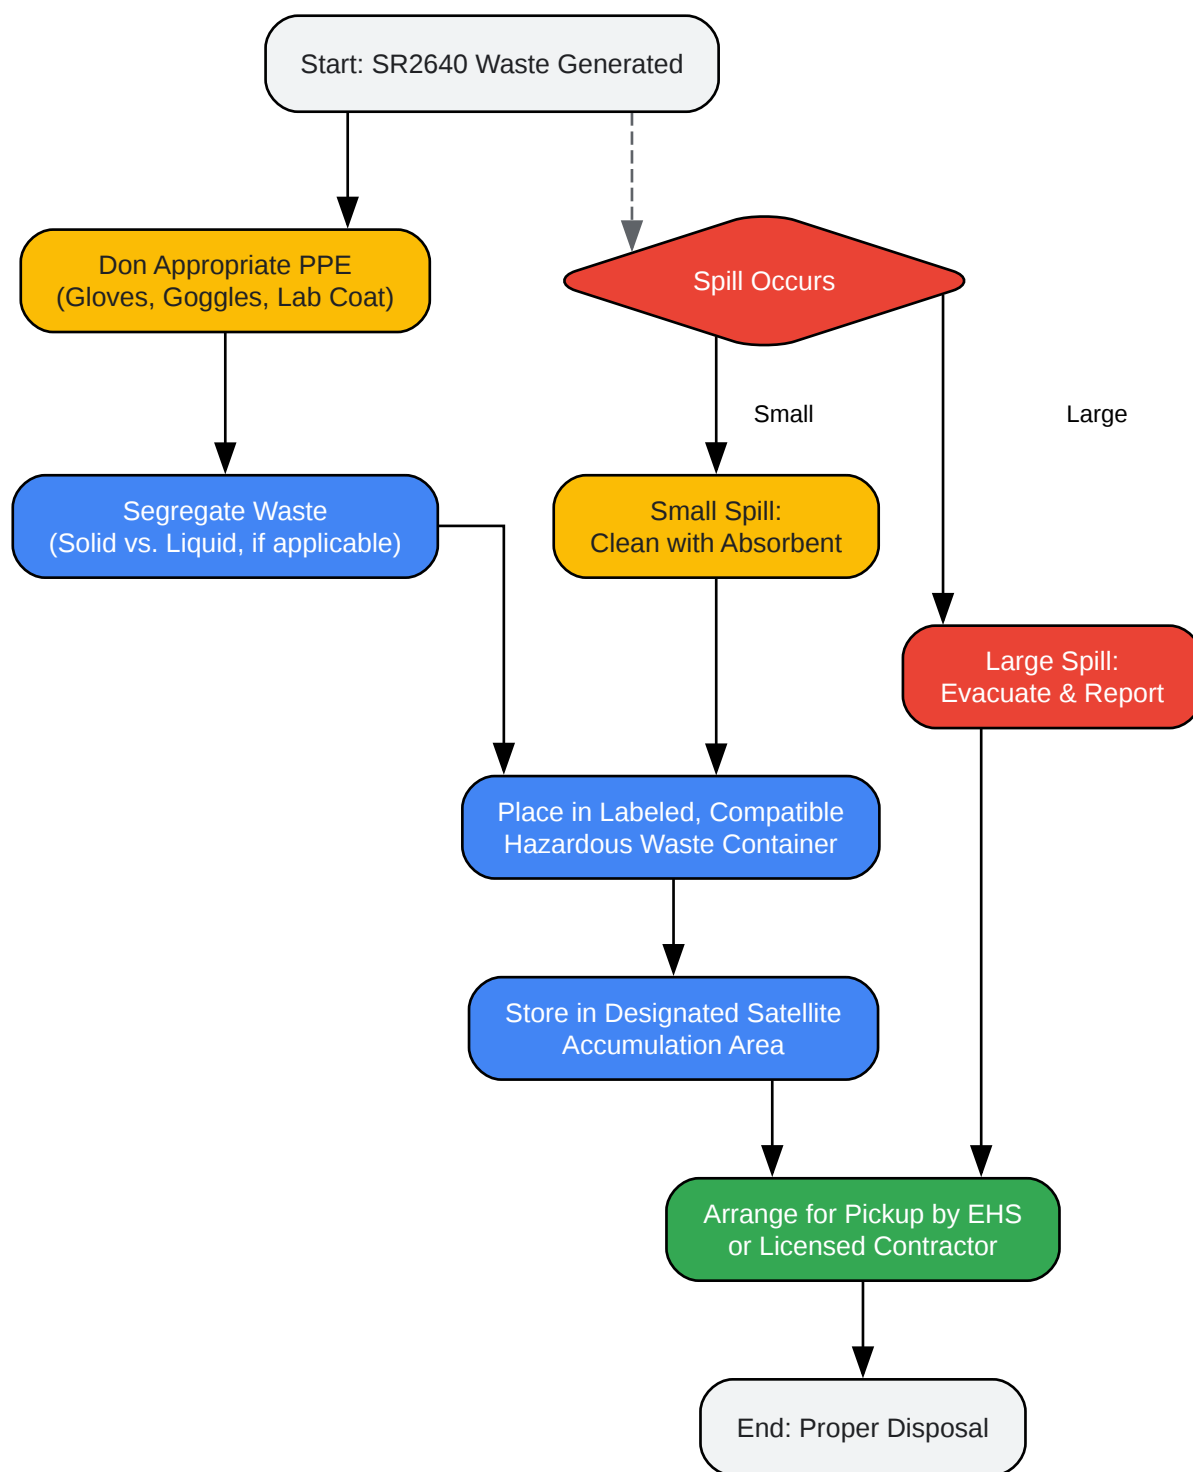 Start: SR2640 Waste Generated
Don Appropriate PPE
(Gloves, Goggles, Lab Coat)
Spill Occurs
Small
Large
Segregate Waste
(Solid vs. Liquid, if applicable)
Small Spill:
Clean with Absorbent
Large Spill:
Evacuate & Report
Place in Labeled, Compatible
Hazardous Waste Container
Store in Designated Satellite
Accumulation Area
Arrange for Pickup by EHS
or Licensed Contractor
End: Proper Disposal